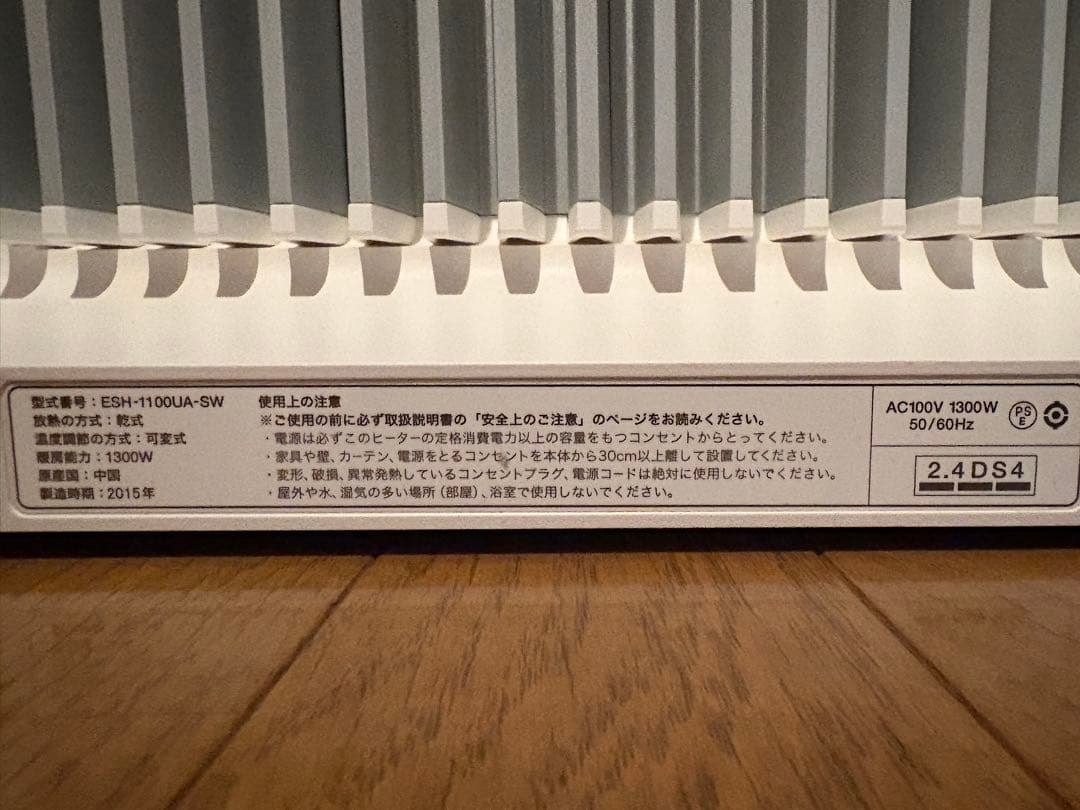 型式番号：ESH-1100UA-SW
放熱の方式：乾式
温度調節の方式：可変式
暖房能力：1300W
原産国：中国
製造時期：2015年
使用上の注意
※ご使用の前に必ず取扱説明書の「安全上のご注意」のページをお読みください。
・電源は必ずこのヒーターの定格消費電力以上の容量をもつコンセントからとってください。
・家具や壁、カーテン、電源をとるコンセントを本体から30cm以上離して設置してください。
・変形、破損、異常発熱しているコンセントプラグ、電源コードは絶対に使用しないでください。
・屋外や水、湿気の多い場所（部屋）、浴室で使用しないでください。
AC100V 1300W
50/60Hz
PS
E
2.4DS4